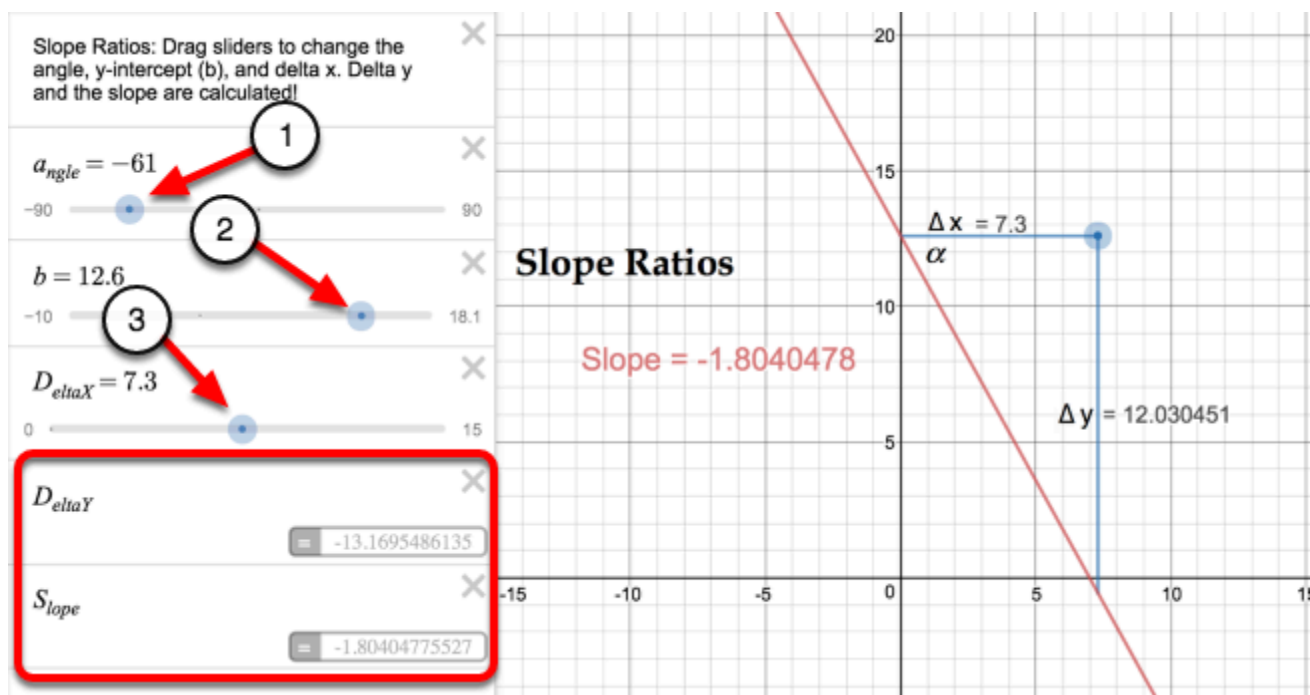 Slope Ratios: Drag sliders to change the
angle, y-intercept (b), and delta x. Delta y
and the slope are calculated!
1
a_ngle = −61
−90
90
2
b = 12.6
−10
18.1
3
D_eltaX = 7.3
0
15
D_eltaY
= -13.1695486135
S_lope
= -1.80404775527
Slope Ratios
Slope = -1.8040478
Δ x = 7.3
α
Δ y = 12.030451
20
15
10
5
-15
-10
-5
0
5
10
15